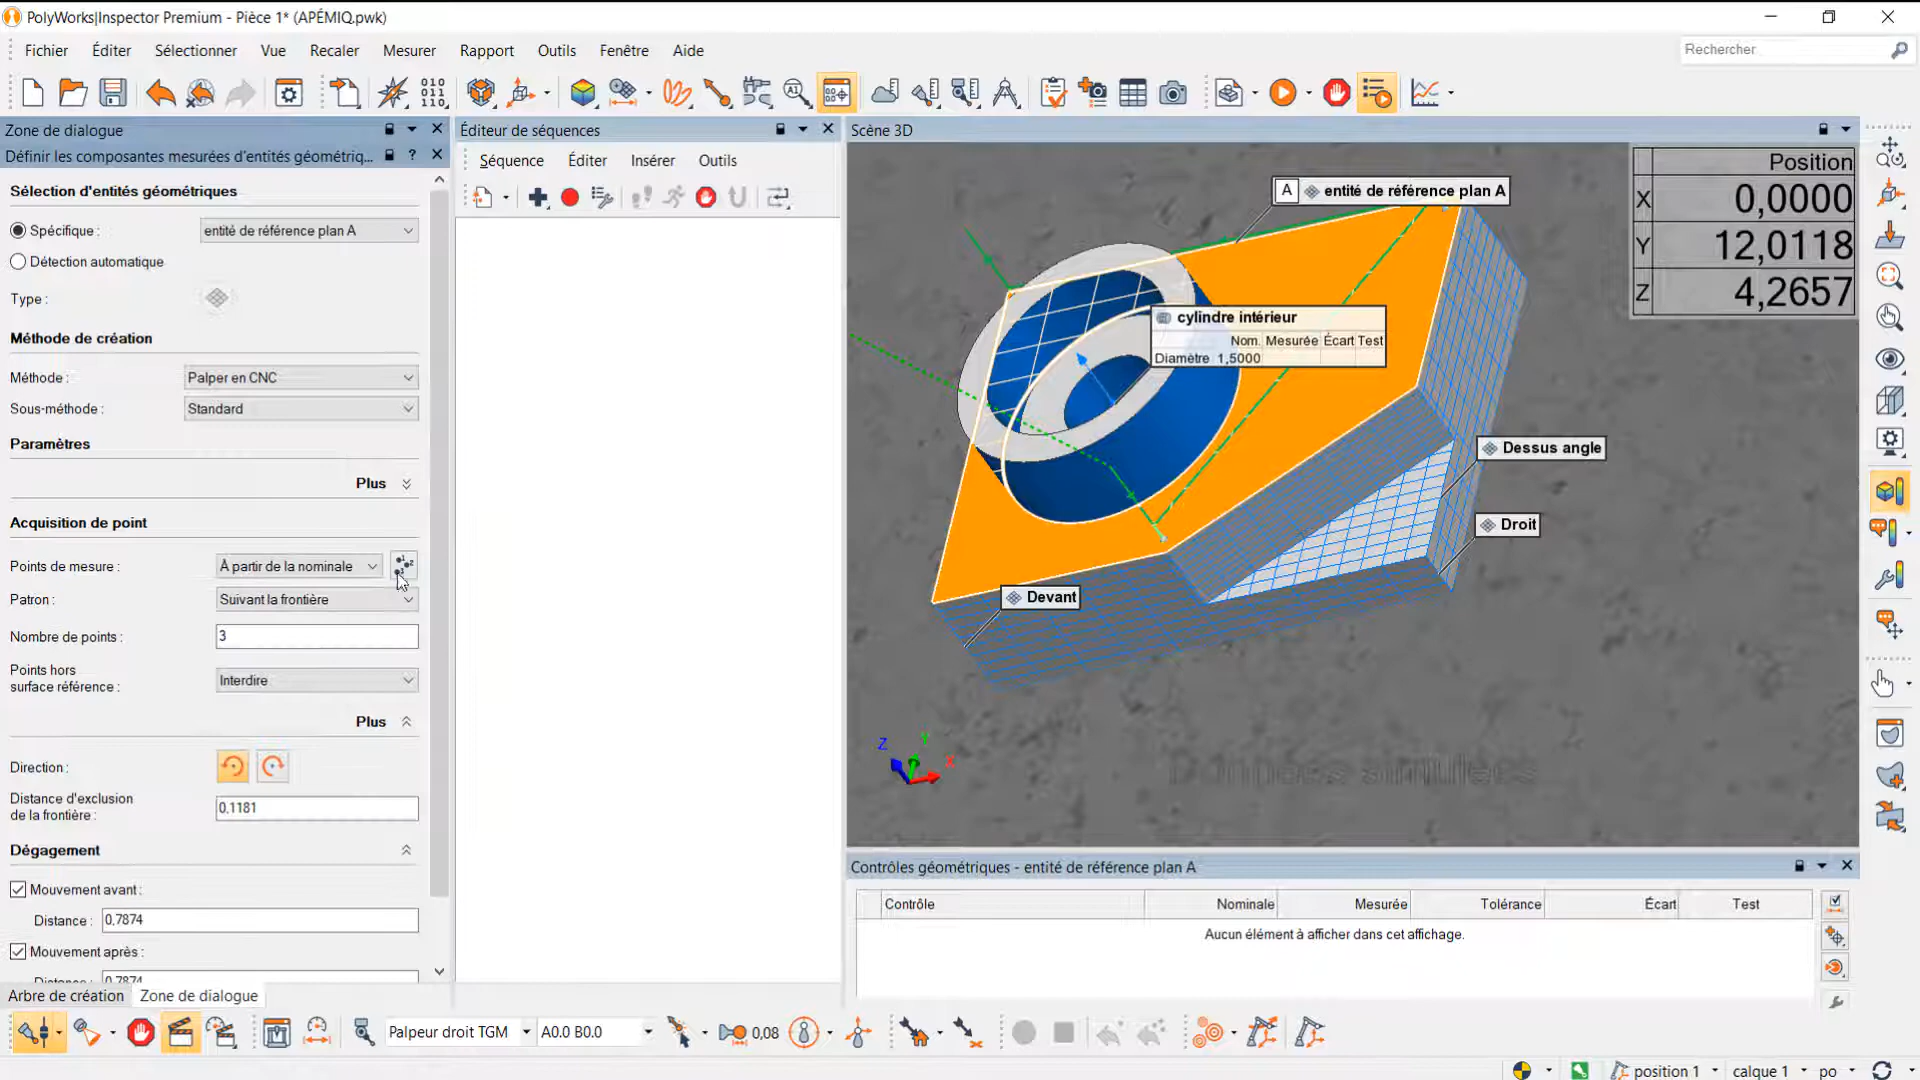 PolyWorks|Inspector Premium - Pièce 1* (APÉMIQ.pwk)
Fichier Éditer Sélectionner Vue Recaler Mesurer Rapport Outils Fenêtre Aide
Rechercher
Zone de dialogue
Définir les composantes mesurées d'entités géométriq...
Sélection d'entités géométriques
Spécifique : entité de référence plan A
Détection automatique
Type :
Méthode de création
Méthode : Palper en CNC
Sous-méthode : Standard
Paramètres
Plus
Acquisition de point
Points de mesure : À partir de la nominale
Patron : Suivant la frontière
Nombre de points : 3
Points hors
surface référence : Interdire
Plus
Direction :
Distance d'exclusion
de la frontière : 0,1181
Dégagement
Mouvement avant :
Distance : 0,7874
Mouvement après :
Distance : 0,7874
Arbre de création Zone de dialogue
Éditeur de séquences
Séquence Éditer Insérer Outils
Scène 3D
A entité de référence plan A
cylindre intérieur
Nom. Mesurée Écart Test
Diamètre 1,5000
Dessus angle
Droit
Devant
Z Y X
Position
X 0,0000
Y 12,0118
Z 4,2657
Contrôles géométriques - entité de référence plan A
Contrôle Nominale Mesurée Tolérance Écart Test
Aucun élément à afficher dans cet affichage.
Palpeur droit TGM A0.0 B0.0 0,08
position 1 calque 1 po